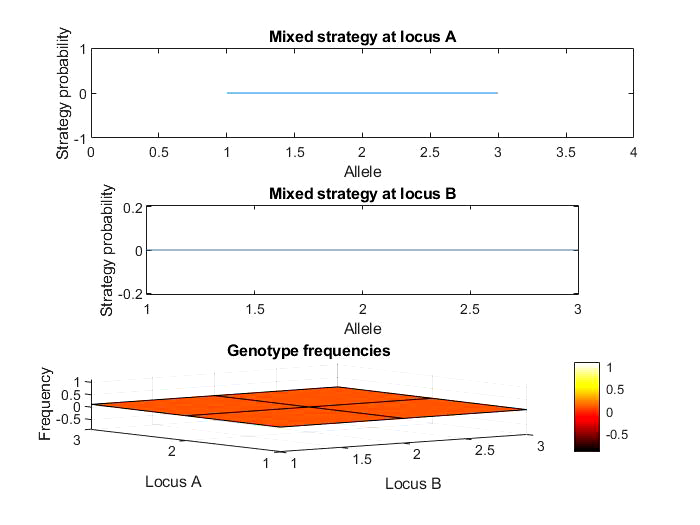 Mixed strategy at locus A
Strategy probability
1
0
-1
0 0.5 1 1.5 2 2.5 3 3.5 4
Allele
Mixed strategy at locus B
Strategy probability
0.2
0
-0.2
1 1.5 2 2.5 3
Allele
Genotype frequencies
Frequency
1
0.5
0
-0.5
3 2 1
Locus A
1 1.5 2 2.5 3
Locus B
1
0.5
0
-0.5